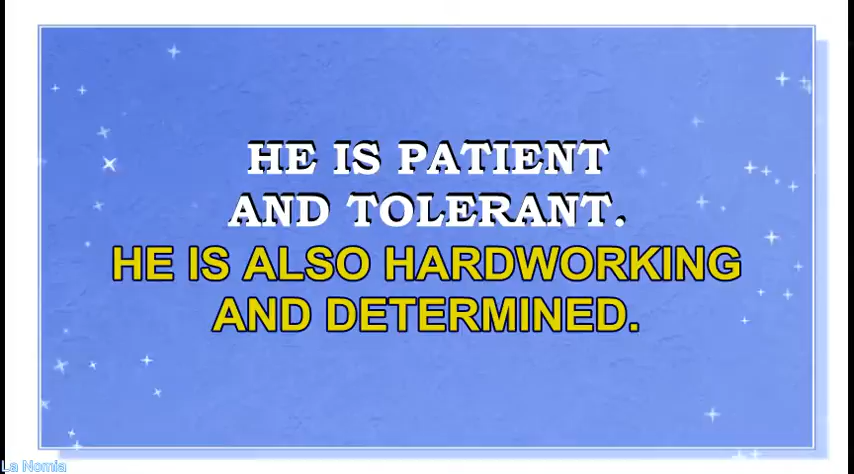 HE IS PATIENT
AND TOLERANT.
HE IS ALSO HARDWORKING
AND DETERMINED.
La Nomia